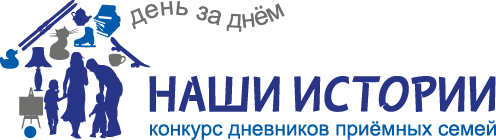 день за днём
НАШИ ИСТОРИИ
конкурс дневников приёмных семей